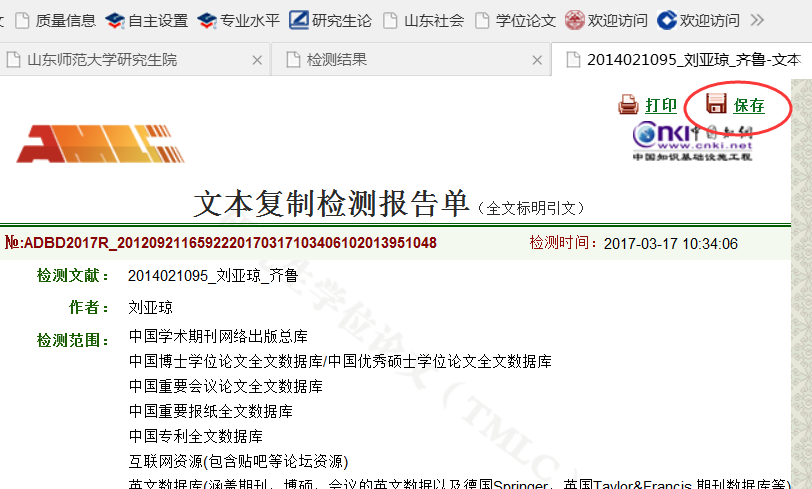 文 质量信息 自主设置 专业水平 研究生论 山东社会 学位论文 欢迎访问 欢迎访问 »
山东师范大学研究生院 × 检测结果 × 2014021095_刘亚琼_齐鲁-文本
打印 保存
AMLC
Cnki中国知网
www.cnki.net
中国知识基础设施工程
文本复制检测报告单(全文标明引文)
№:ADBD2017R_20120921165922201703171034061020139​51048 检测时间:2017-03-17 10:34:06
检测文献: 2014021095_刘亚琼_齐鲁
作者: 刘亚琼
检测范围: 中国学术期刊网络出版总库
中国博士学位论文全文数据库/中国优秀硕士学位论文全文数据库
中国重要会议论文全文数据库
中国重要报纸全文数据库
中国专利全文数据库
互联网资源(包含贴吧等论坛资源)
英文数据库(涵盖期刊、博硕、会议的英文数据以及德国Springer、英国Taylor&Francis 期刊数据库等)
生学位论文(TMLC)